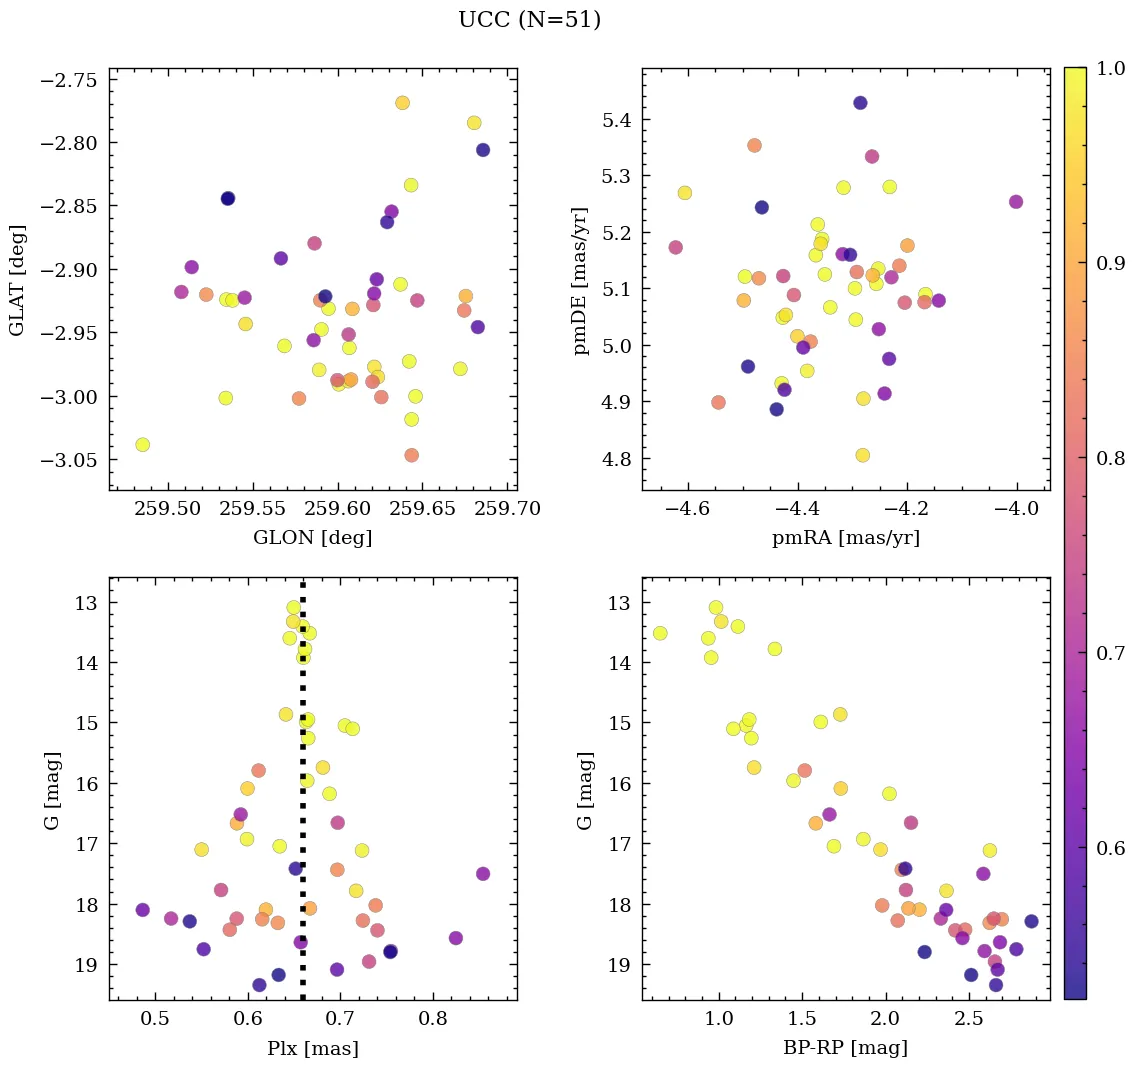 UCC (N=51)
−2.75
−2.80
−2.85
−2.90
−2.95
−3.00
−3.05
GLAT [deg]
259.50 259.55 259.60 259.65 259.70
GLON [deg]
5.4
5.3
5.2
5.1
5.0
4.9
4.8
pmDE [mas/yr]
−4.6 −4.4 −4.2 −4.0
pmRA [mas/yr]
13
14
15
16
17
18
19
G [mag]
0.5 0.6 0.7 0.8
Plx [mas]
13
14
15
16
17
18
19
G [mag]
1.0 1.5 2.0 2.5
BP-RP [mag]
1.0
0.9
0.8
0.7
0.6